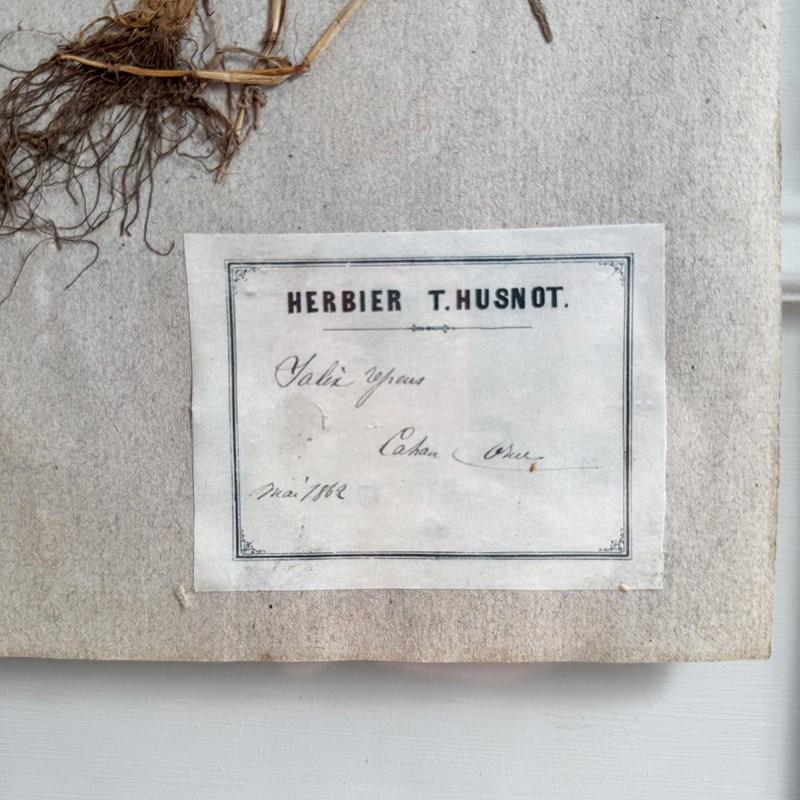 HERBIER T. HUSNOT.
Salix repens
Cahan (Orne
mai 1862